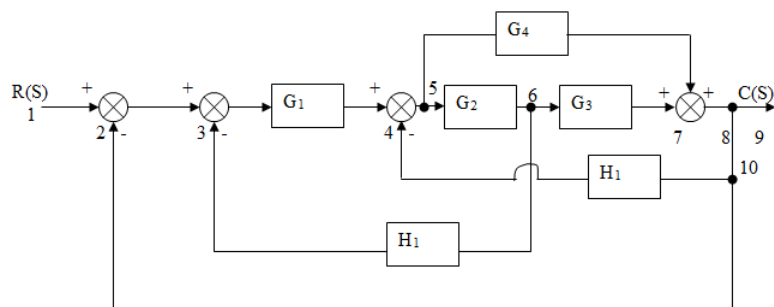 G4
R(S)
1
+
2
-
+
3
-
G1
+
4
-
5
G2
6
G3
+
7
+
8
C(S)
9
10
H1
H1